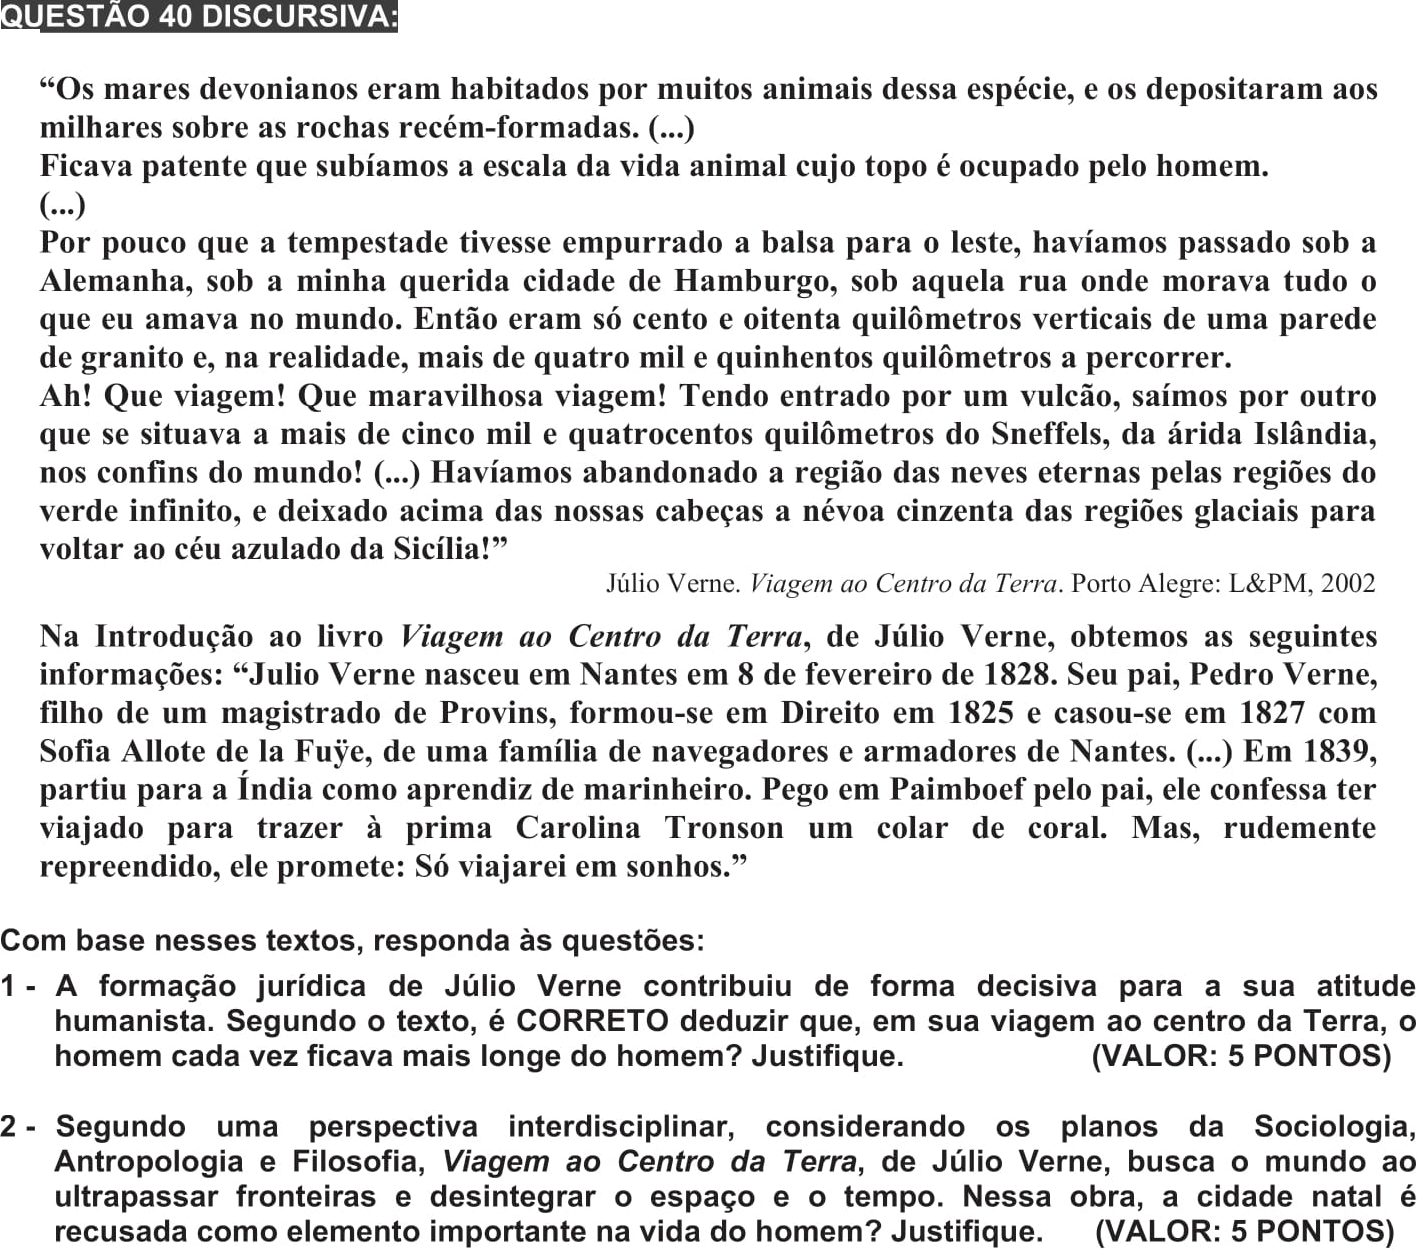 QUESTÃO 40 DISCURSIVA:
“Os mares devonianos eram habitados por muitos animais dessa espécie, e os depositaram aos
milhares sobre as rochas recém-formadas. (...)
Ficava patente que subíamos a escala da vida animal cujo topo é ocupado pelo homem.
(...)
Por pouco que a tempestade tivesse empurrado a balsa para o leste, havíamos passado sob a
Alemanha, sob a minha querida cidade de Hamburgo, sob aquela rua onde morava tudo o
que eu amava no mundo. Então eram só cento e oitenta quilômetros verticais de uma parede
de granito e, na realidade, mais de quatro mil e quinhentos quilômetros a percorrer.
Ah! Que viagem! Que maravilhosa viagem! Tendo entrado por um vulcão, saímos por outro
que se situava a mais de cinco mil e quatrocentos quilômetros do Sneffels, da árida Islândia,
nos confins do mundo! (...) Havíamos abandonado a região das neves eternas pelas regiões do
verde infinito, e deixado acima das nossas cabeças a névoa cinzenta das regiões glaciais para
voltar ao céu azulado da Sicília!”
Júlio Verne. Viagem ao Centro da Terra. Porto Alegre: L&PM, 2002
Na Introdução ao livro Viagem ao Centro da Terra, de Júlio Verne, obtemos as seguintes
informações: “Julio Verne nasceu em Nantes em 8 de fevereiro de 1828. Seu pai, Pedro Verne,
filho de um magistrado de Provins, formou-se em Direito em 1825 e casou-se em 1827 com
Sofia Allote de la Fuÿe, de uma família de navegadores e armadores de Nantes. (...) Em 1839,
partiu para a Índia como aprendiz de marinheiro. Pego em Paimboef pelo pai, ele confessa ter
viajado para trazer à prima Carolina Tronson um colar de coral. Mas, rudemente
repreendido, ele promete: Só viajarei em sonhos.”
Com base nesses textos, responda às questões:
1 - A formação jurídica de Júlio Verne contribuiu de forma decisiva para a sua atitude
humanista. Segundo o texto, é CORRETO deduzir que, em sua viagem ao centro da Terra, o
homem cada vez ficava mais longe do homem? Justifique. (VALOR: 5 PONTOS)
2 - Segundo uma perspectiva interdisciplinar, considerando os planos da Sociologia,
Antropologia e Filosofia, Viagem ao Centro da Terra, de Júlio Verne, busca o mundo ao
ultrapassar fronteiras e desintegrar o espaço e o tempo. Nessa obra, a cidade natal é
recusada como elemento importante na vida do homem? Justifique. (VALOR: 5 PONTOS)